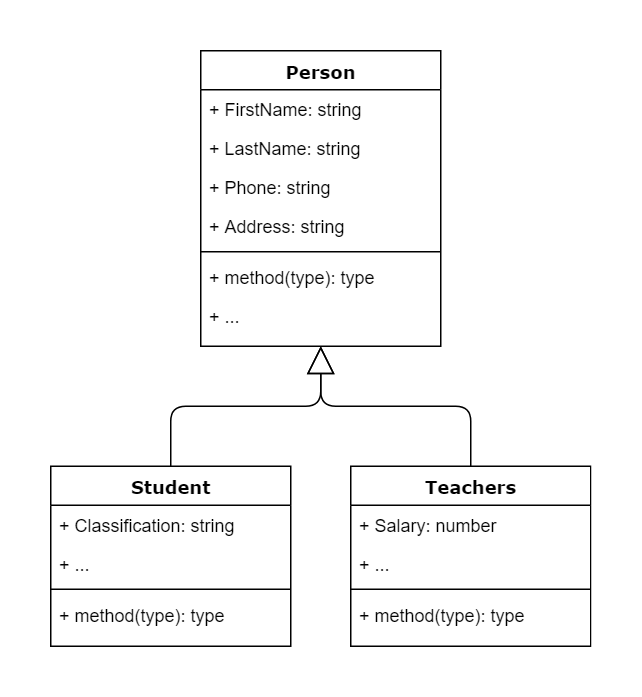 Person
+ FirstName: string
+ LastName: string
+ Phone: string
+ Address: string
+ method(type): type
+ ...
Student
+ Classification: string
+ ...
+ method(type): type
Teachers
+ Salary: number
+ ...
+ method(type): type